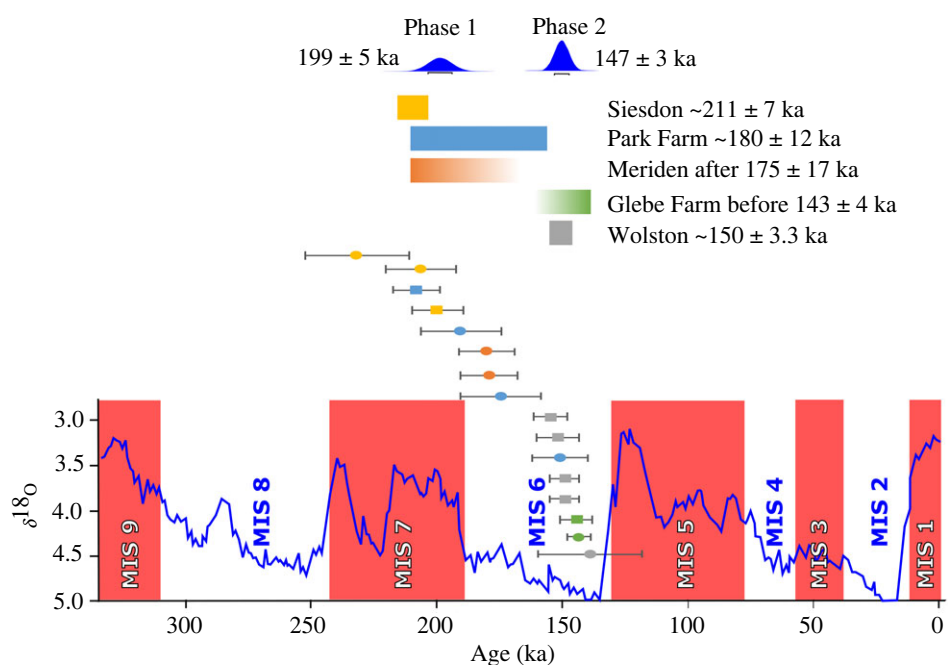 Phase 1 Phase 2
199 ± 5 ka 147 ± 3 ka
Siesdon ~211 ± 7 ka
Park Farm ~180 ± 12 ka
Meriden after 175 ± 17 ka
Glebe Farm before 143 ± 4 ka
Wolston ~150 ± 3.3 ka
3.0
3.5
4.0
4.5
5.0
δ18O
MIS 9
MIS 8
MIS 7
MIS 6
MIS 5
MIS 4
MIS 3
MIS 2
MIS 1
300 250 200 150 100 50 0
Age (ka)